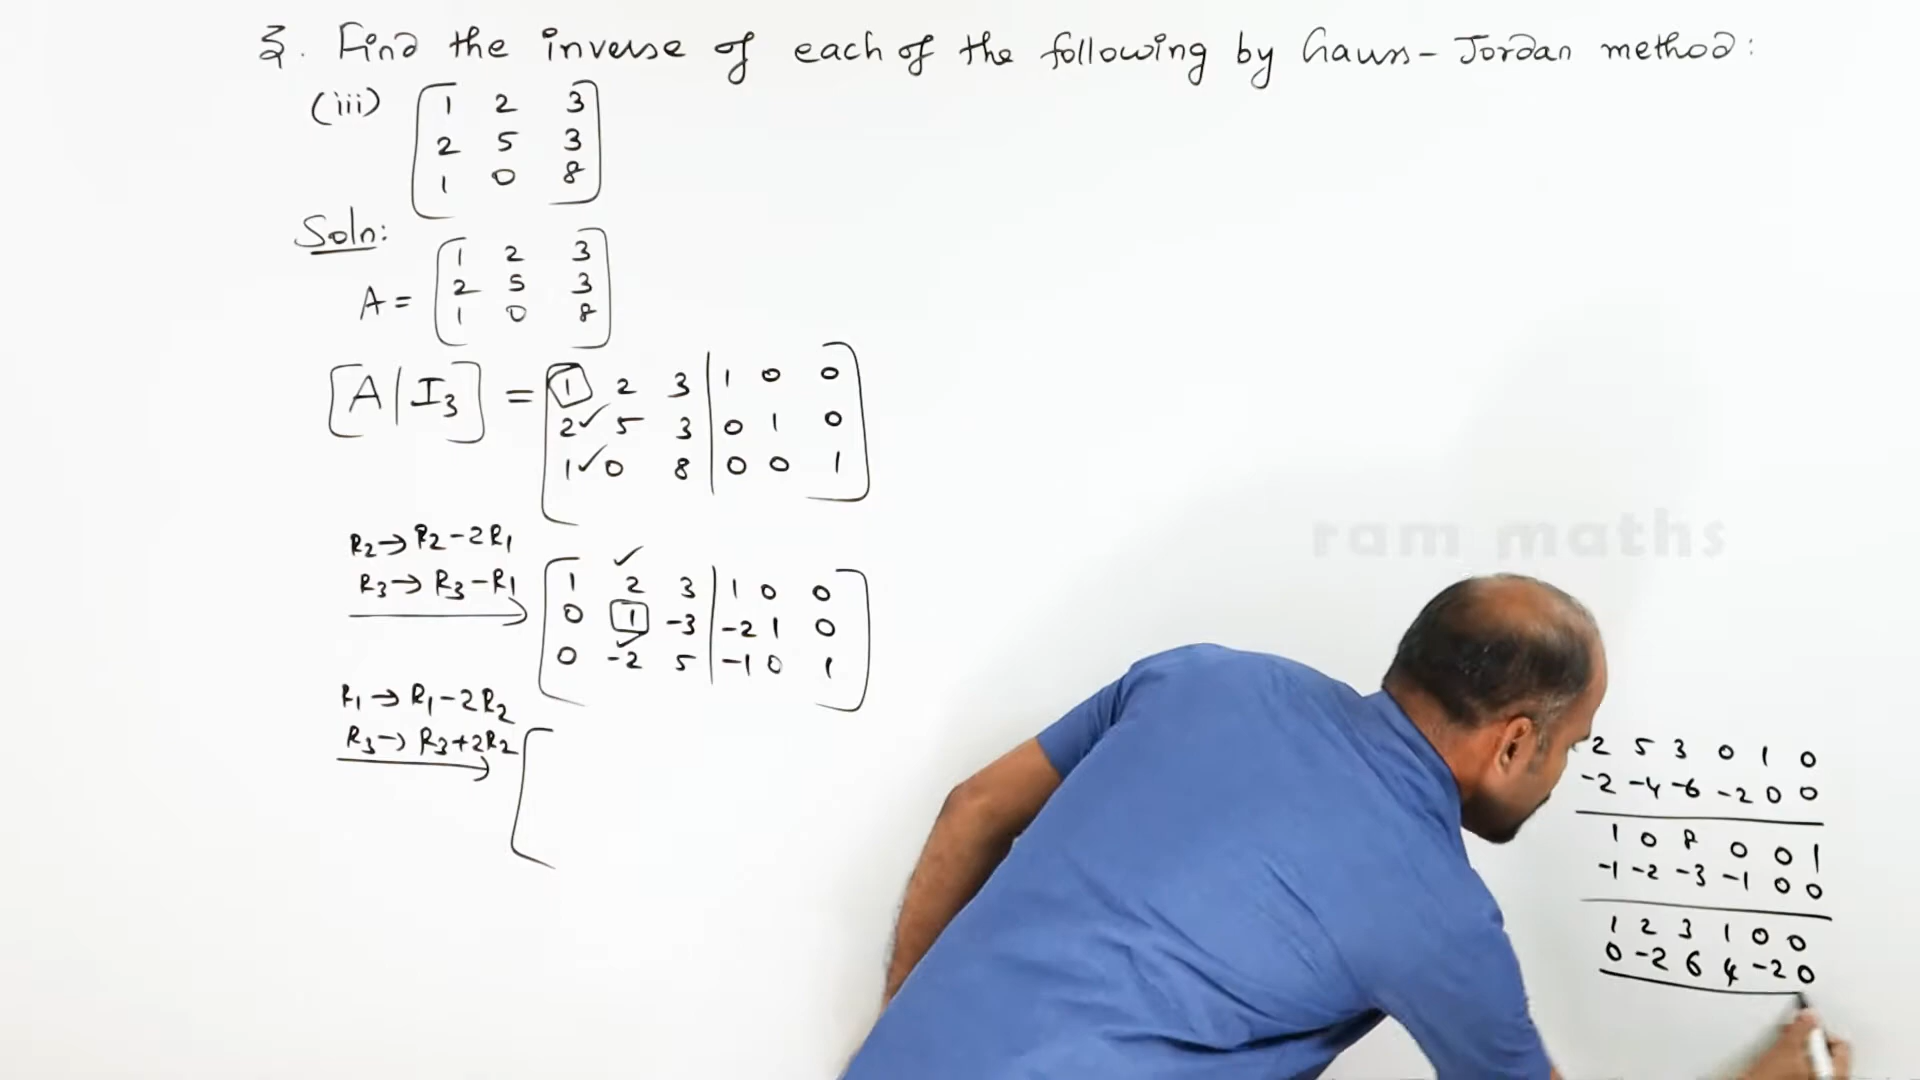 3. Find the inverse of each of the following by Gauss-Jordan method:
(iii) [1 2 3
2 5 3
1 0 8]
Soln:
A = [1 2 3
2 5 3
1 0 8]
[A|I₃] = [1 2 3 | 1 0 0
2✓ 5 3 | 0 1 0
1✓ 0 8 | 0 0 1]
R₂→R₂-2R₁
R₃→R₃-R₁
✓
[1 2 3 | 1 0 0
0 1 -3 | -2 1 0
0 -2 5 | -1 0 1]
R₁→R₁-2R₂
R₃→R₃+2R₂ [
ram maths
2 5 3 0 1 0
-2 -4 -6 -2 0 0
1 0 8 0 0 1
-1 -2 -3 -1 0 0
1 2 3 1 0 0
0 -2 6 4 -2 0